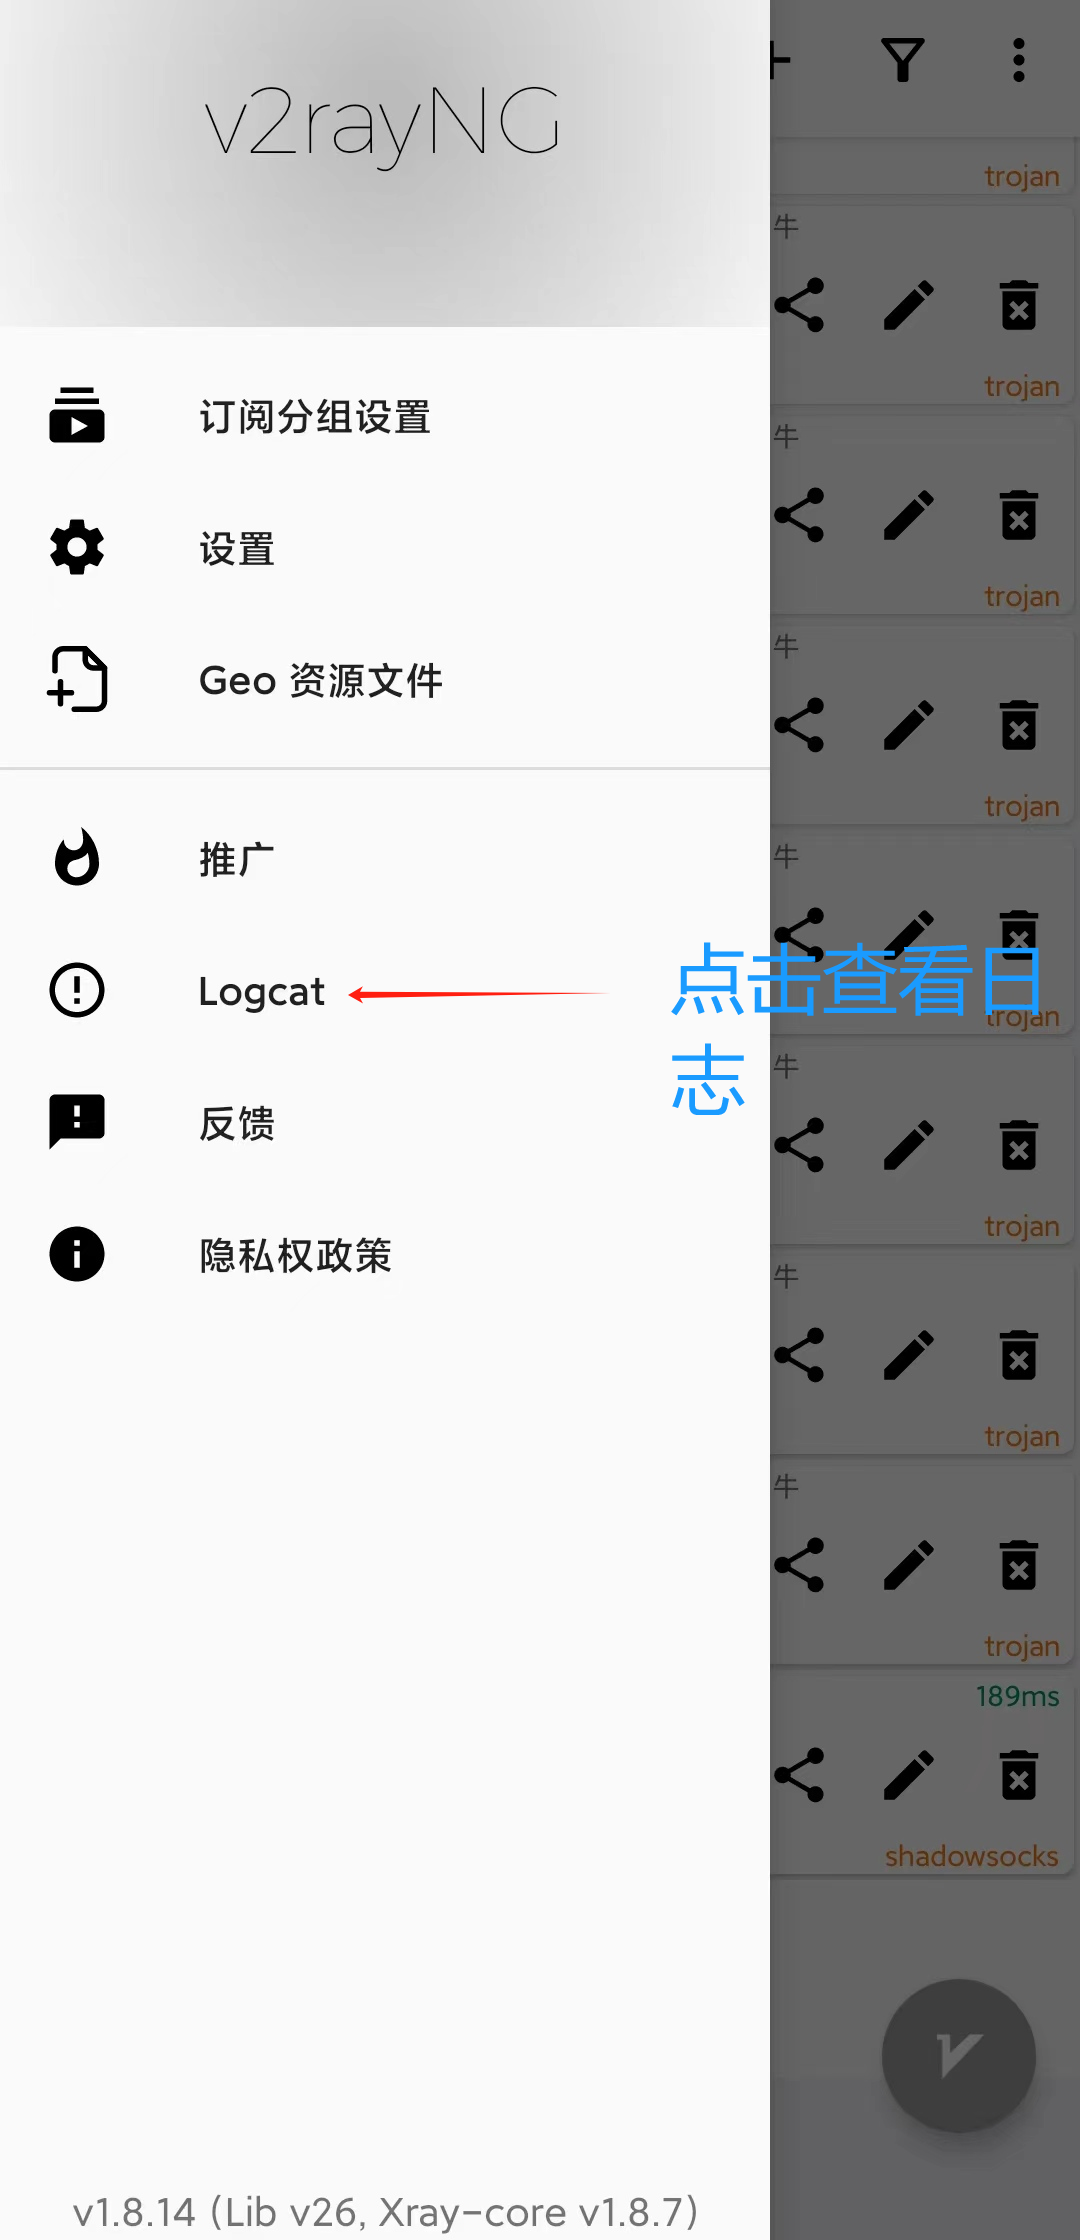 v2rayNG
订阅分组设置
设置
Geo 资源文件
推广
Logcat
反馈
隐私权政策
v1.8.14 (Lib v26, Xray-core v1.8.7)
点击查看日
志
trojan
牛
trojan
牛
trojan
牛
trojan
牛
trojan
牛
trojan
牛
trojan
牛
trojan
189ms
shadowsocks